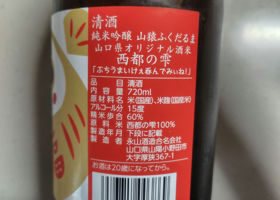 清酒
純米吟醸 山猿ふくだるま
山口県オリジナル酒米
西都の雫
「ぶちうまいけぇ呑んでみぃね!」
品目 清酒
内容量 720ml
原材料名 米(国産)、米麹(国産米)
アルコール分 15度
精米歩合 60%
原料米 西都の雫100%
製造年月 下段に記載
製造者 永山酒造合名会社
山口県山陽小野田市
大字厚狭367-1
お酒は20歳になってから。